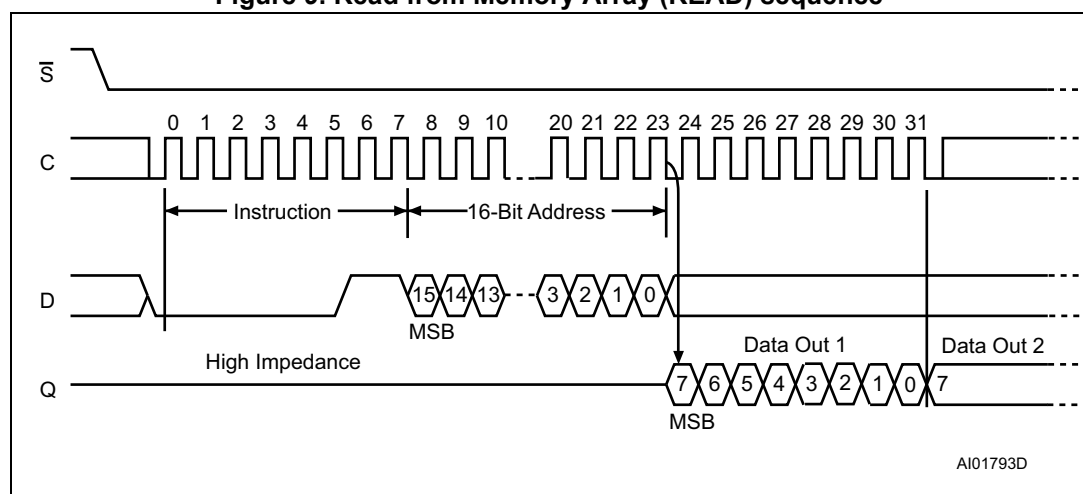 Figure 9. Read from Memory Array (READ) sequence
S
0 1 2 3 4 5 6 7 8 9 10 20 21 22 23 24 25 26 27 28 29 30 31
C
Instruction 16-Bit Address
D 15 14 13 3 2 1 0
MSB
High Impedance Data Out 1 Data Out 2
Q 7 6 5 4 3 2 1 0 7
MSB
AI01793D